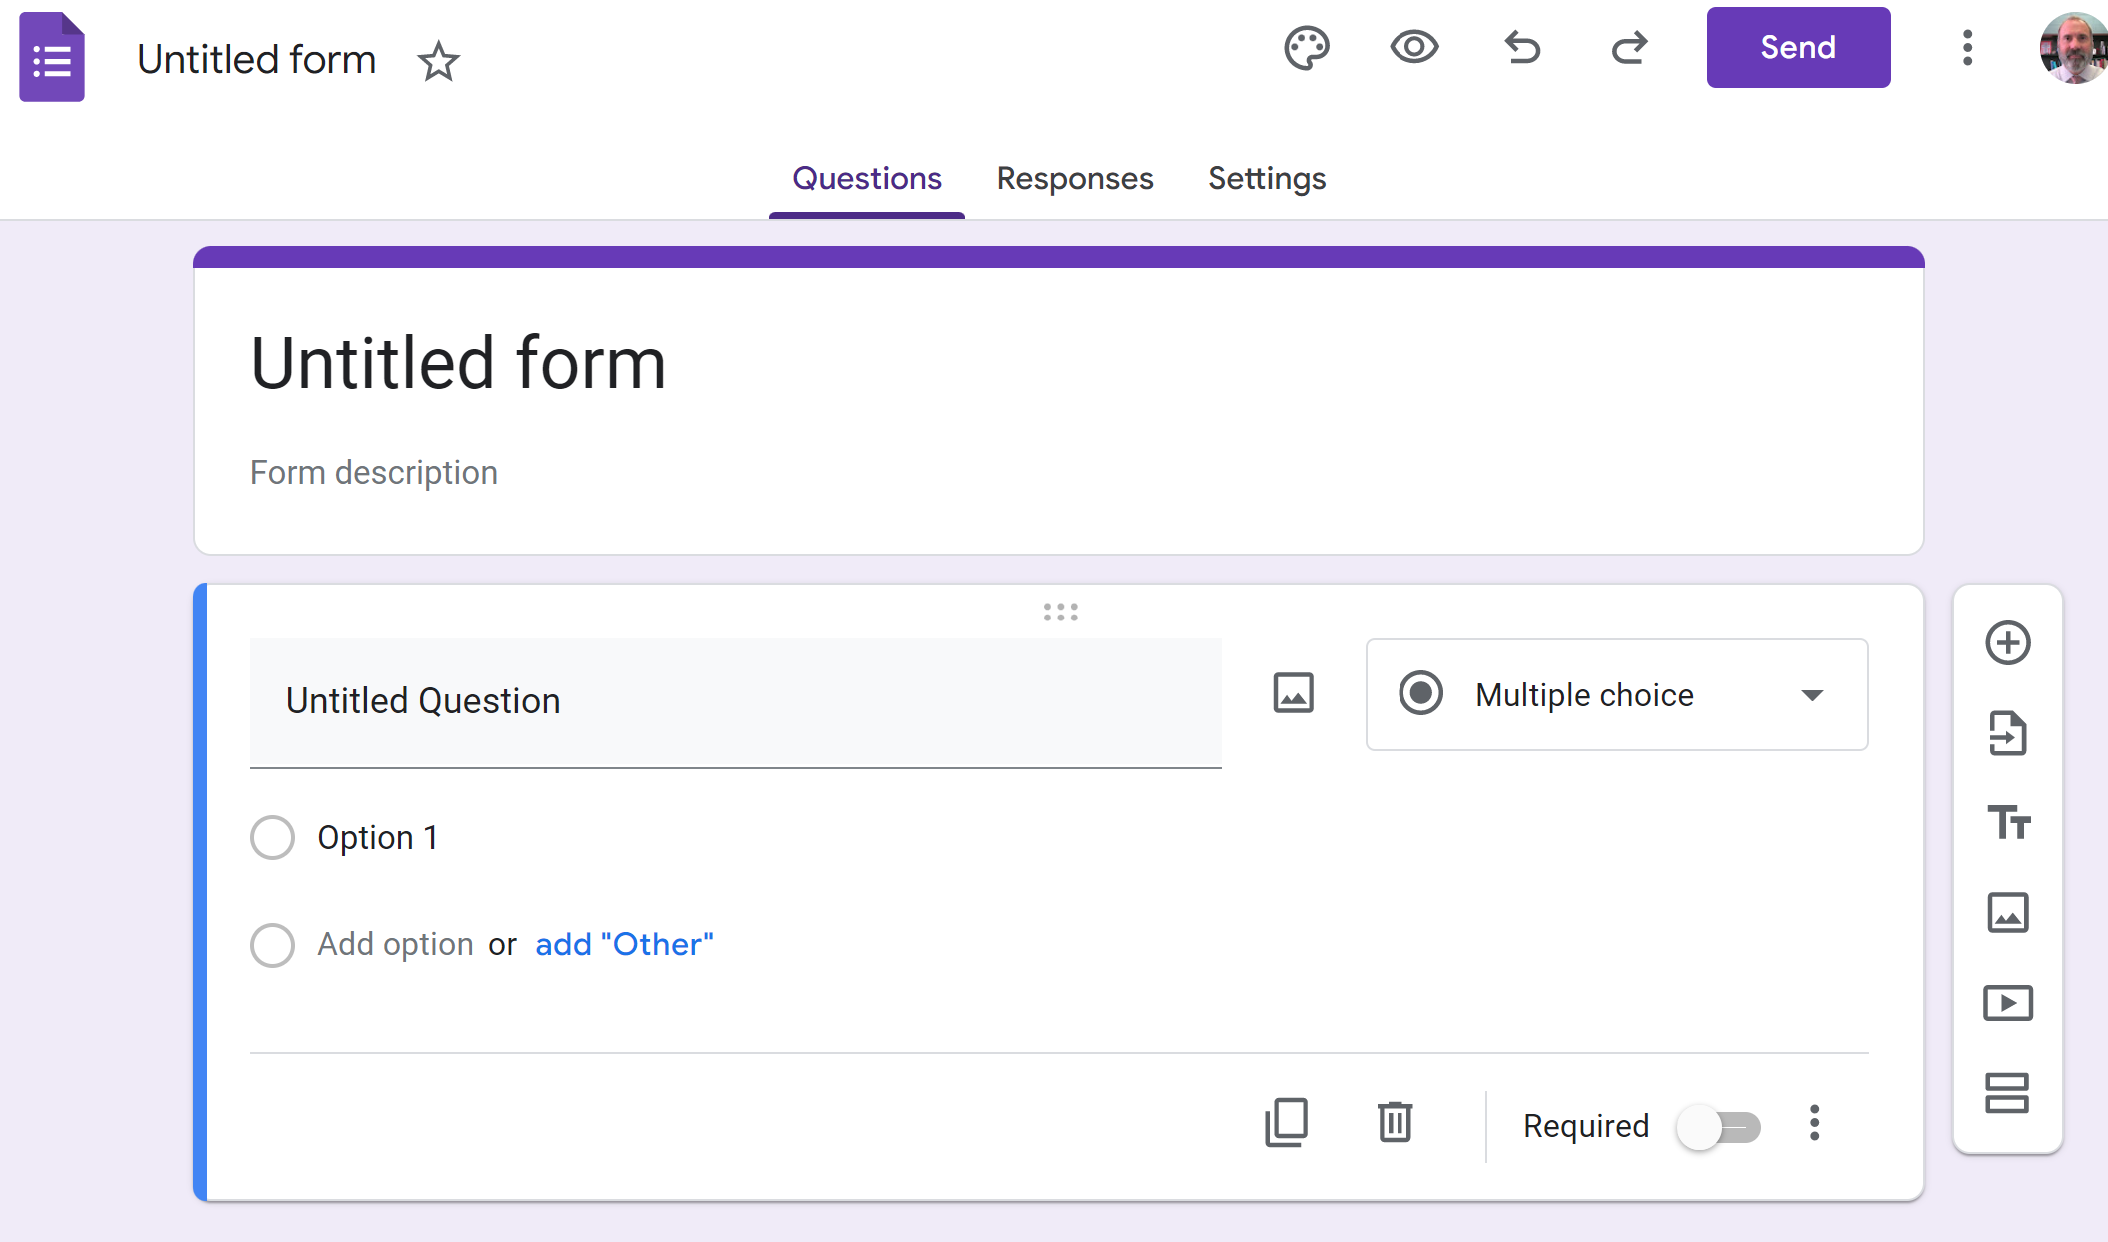 Untitled form
Send
Questions Responses Settings
Untitled form
Form description
Untitled Question
Multiple choice
Option 1
Add option or add "Other"
Required